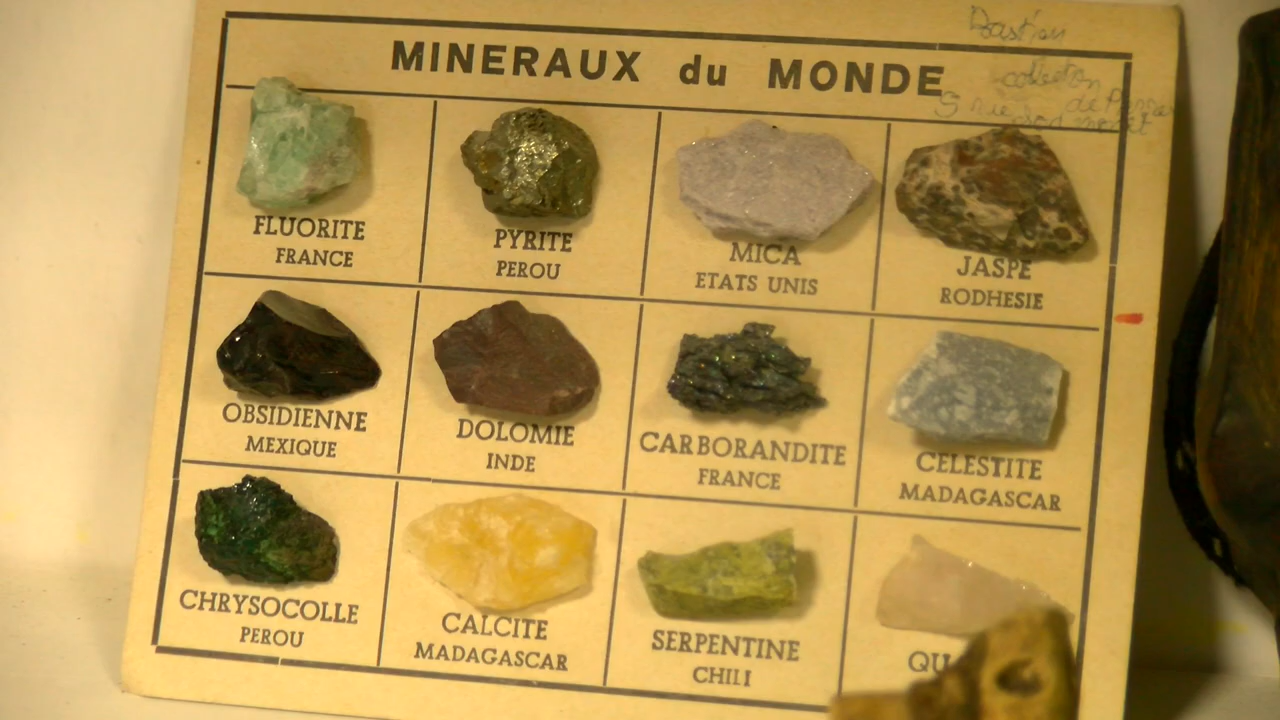 MINERAUX du MONDE
FLUORITE
FRANCE
PYRITE
PEROU
MICA
ETATS UNIS
JASPE
RODHESIE
OBSIDIENNE
MEXIQUE
DOLOMIE
INDE
CARBORANDITE
FRANCE
CELESTITE
MADAGASCAR
CHRYSOCOLLE
PEROU
CALCITE
MADAGASCAR
SERPENTINE
CHILI
QU